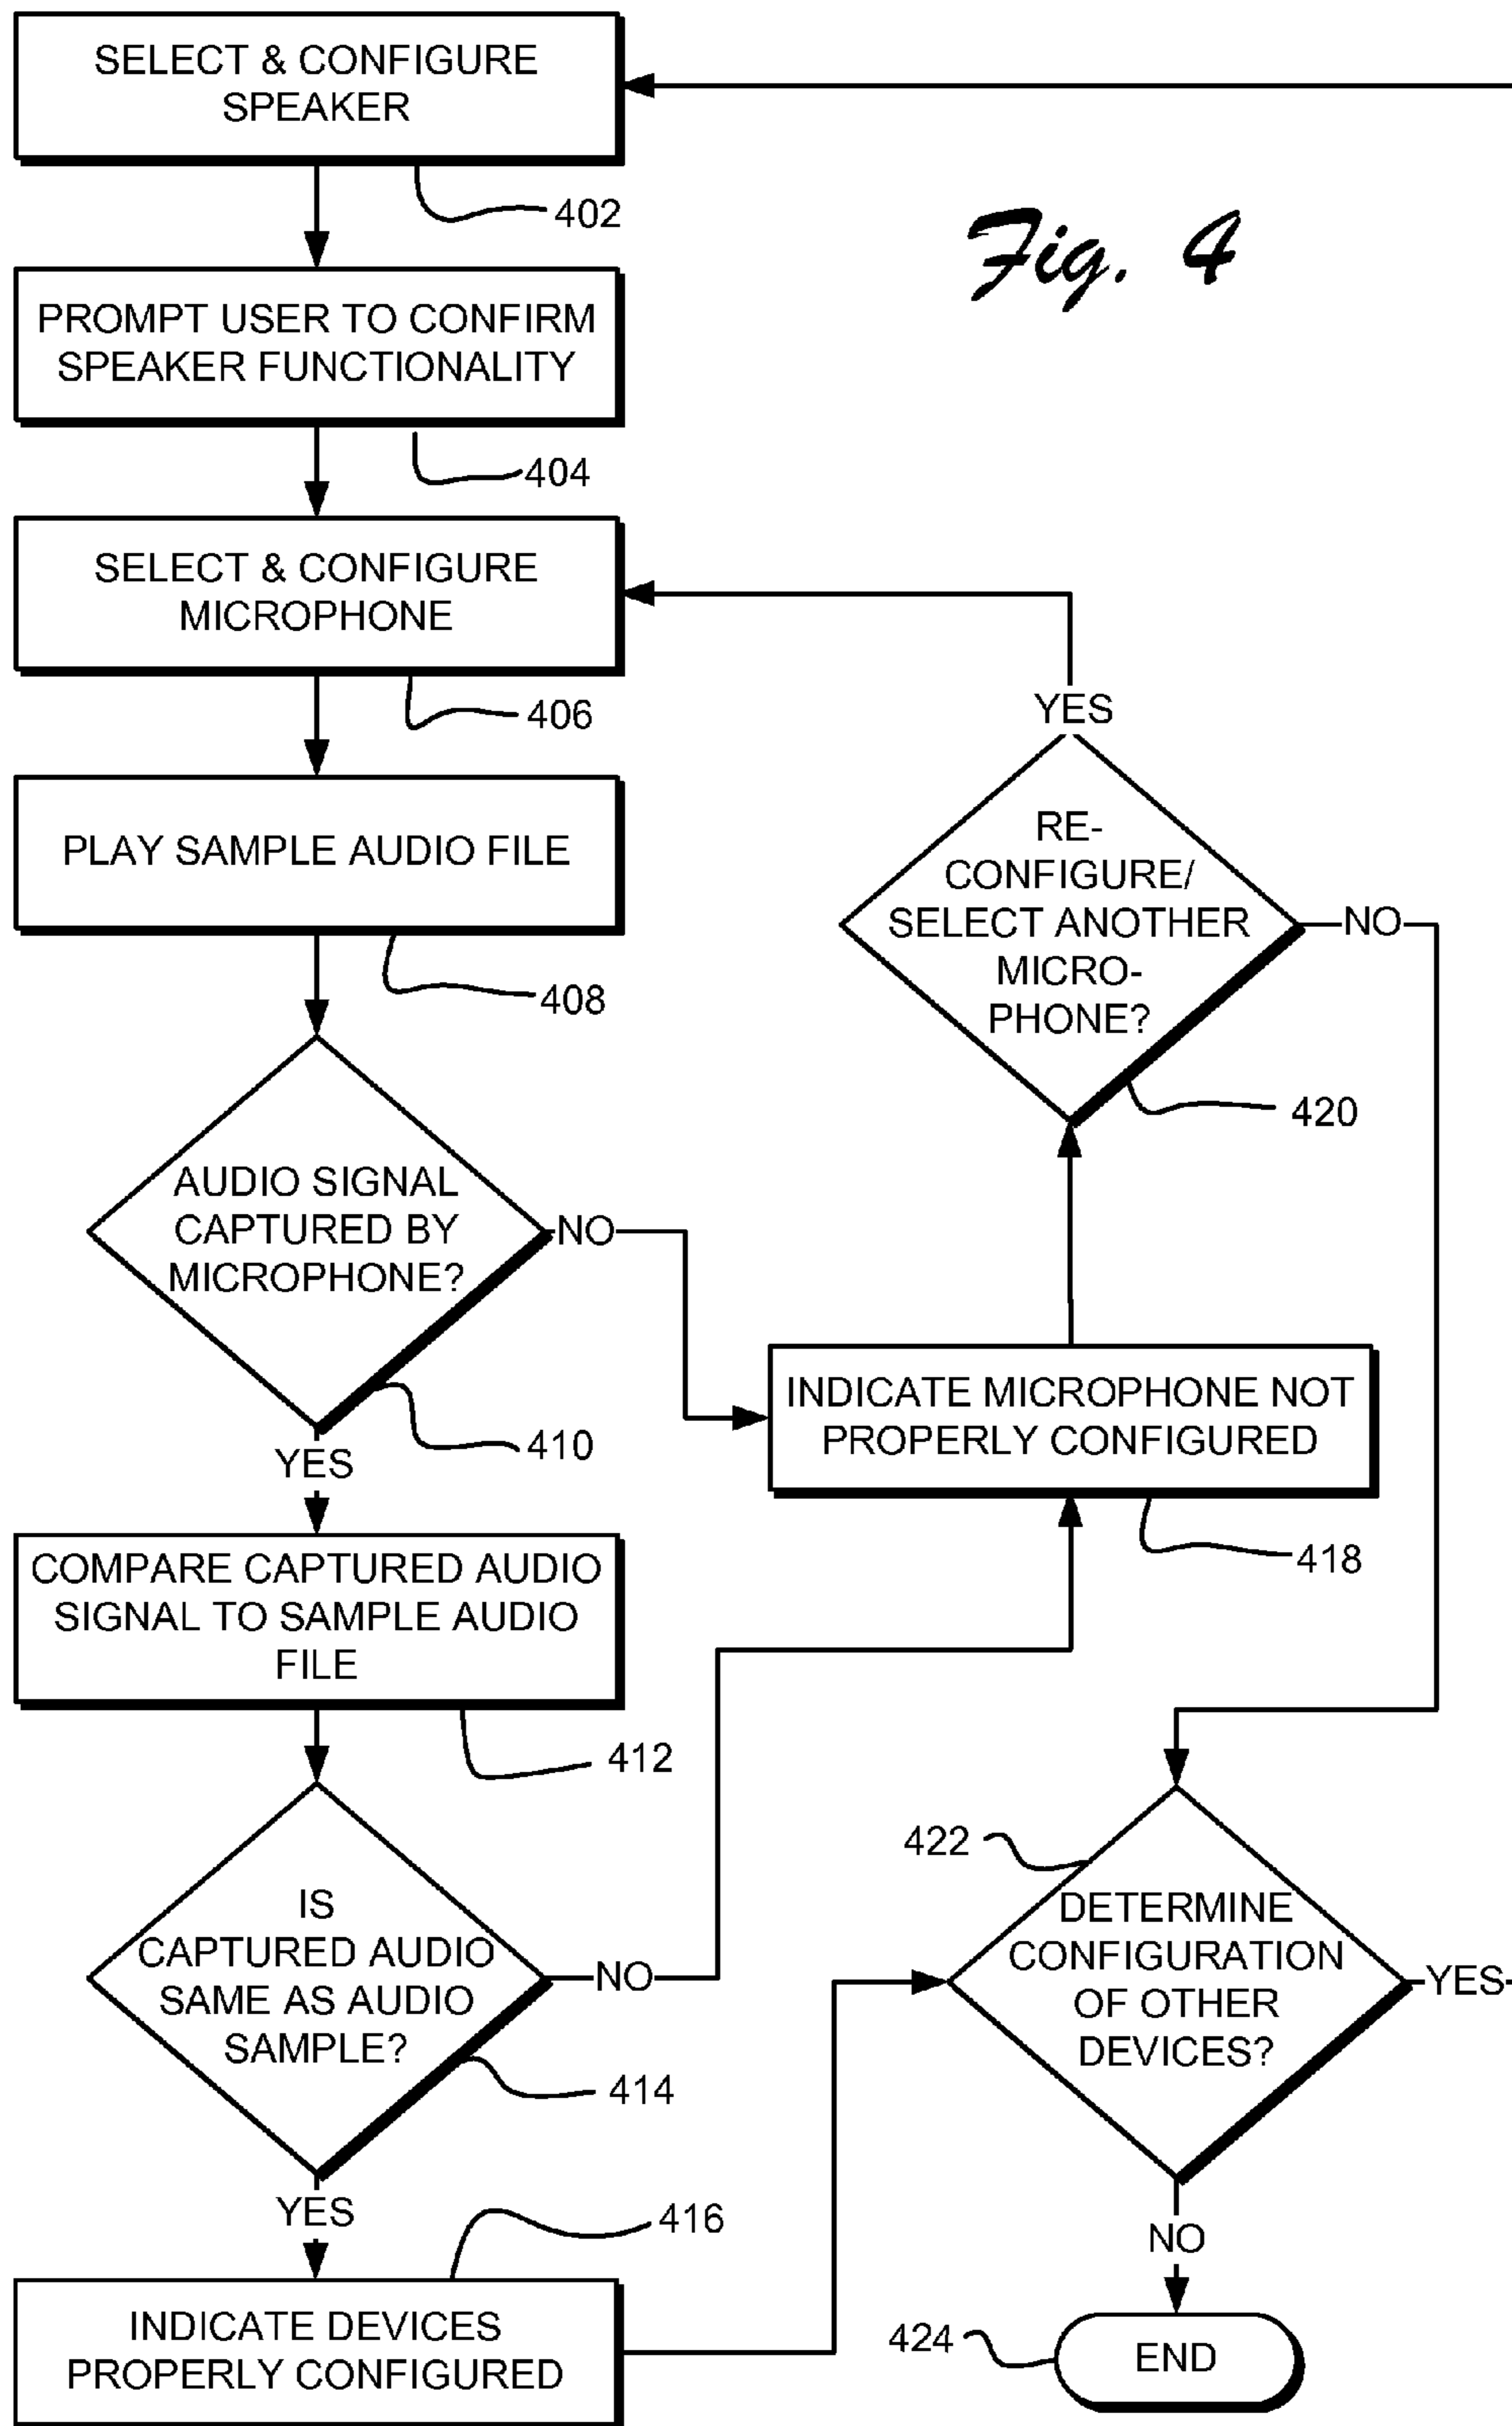 SELECT & CONFIGURE
SPEAKER
402
Fig. 4
PROMPT USER TO CONFIRM
SPEAKER FUNCTIONALITY
404
SELECT & CONFIGURE
MICROPHONE
406
PLAY SAMPLE AUDIO FILE
408
AUDIO SIGNAL
CAPTURED BY
MICROPHONE?
NO
410
YES
COMPARE CAPTURED AUDIO
SIGNAL TO SAMPLE AUDIO
FILE
412
IS
CAPTURED AUDIO
SAME AS AUDIO
SAMPLE?
NO
414
YES
416
INDICATE DEVICES
PROPERLY CONFIGURED
INDICATE MICROPHONE NOT
PROPERLY CONFIGURED
418
YES
RE-
CONFIGURE/
SELECT ANOTHER
MICRO-
PHONE?
NO
420
422
DETERMINE
CONFIGURATION
OF OTHER
DEVICES?
YES
NO
424
END